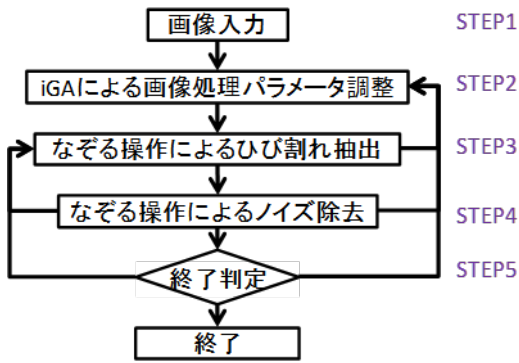 画像入力 STEP1
iGAによる画像処理パラメータ調整 STEP2
なぞる操作によるひび割れ抽出 STEP3
なぞる操作によるノイズ除去 STEP4
終了判定 STEP5
終了